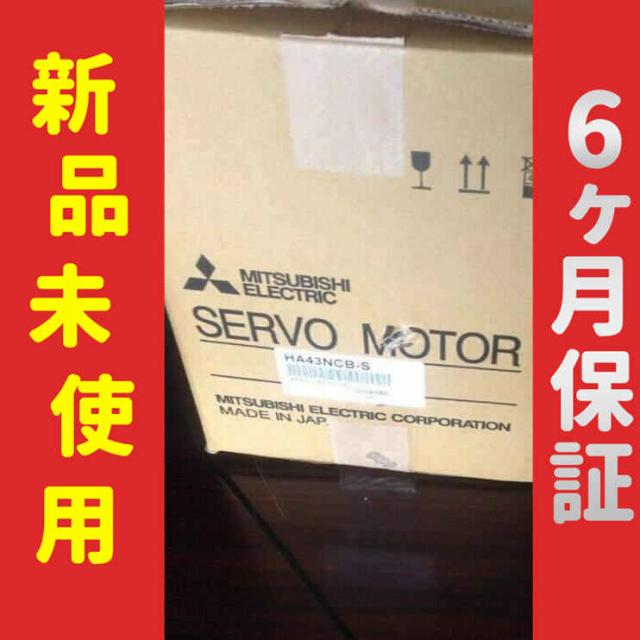 新品未使用
6ヶ月保証
MITSUBISHI
ELECTRIC
SERVO MOTOR
HA43NCB-S
MITSUBISHI ELECTRIC CORPORATION
MADE IN JAP